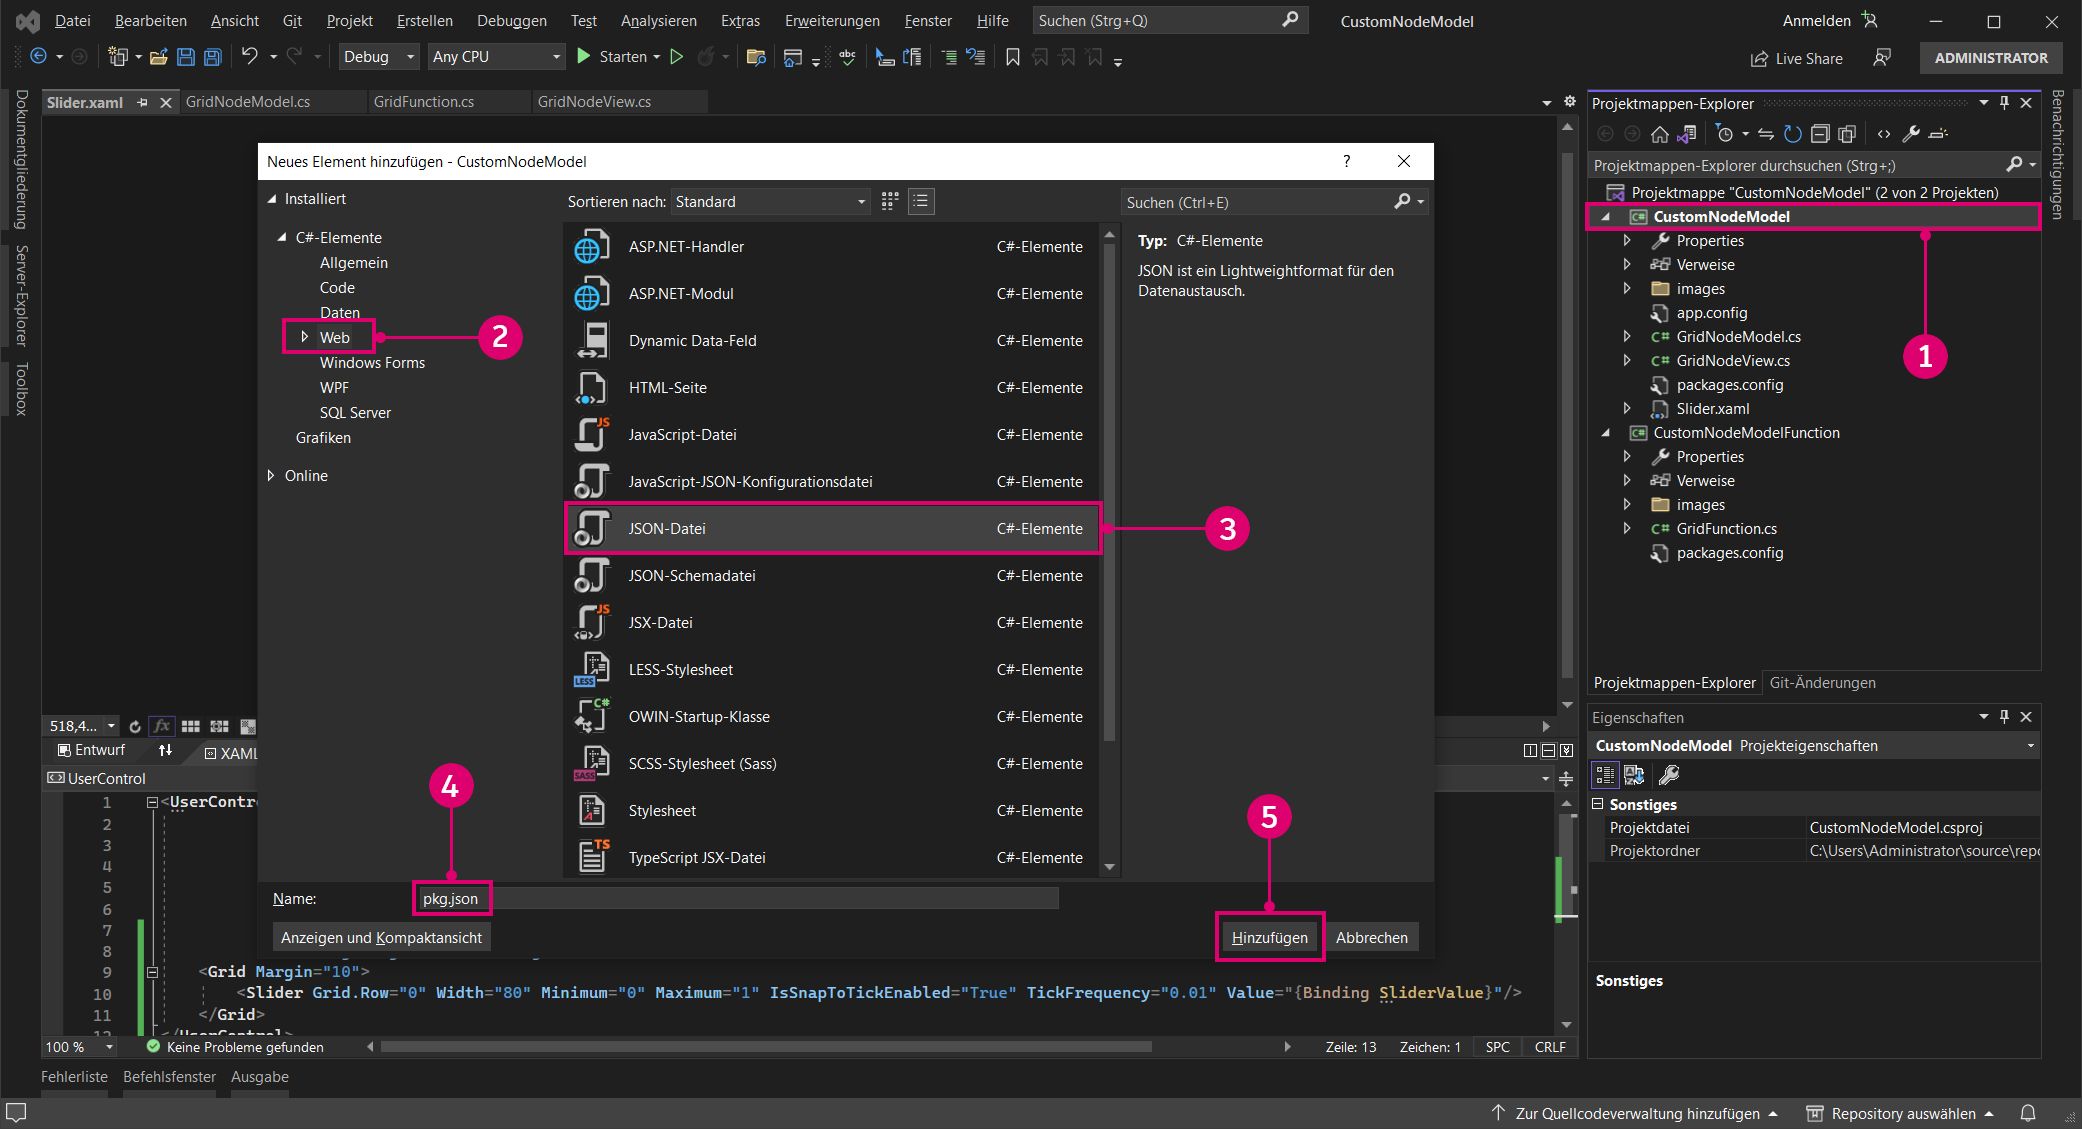 Datei Bearbeiten Ansicht Git Projekt Erstellen Debuggen Test Analysieren Extras Erweiterungen Fenster Hilfe Suchen (Strg+Q) CustomNodeModel Anmelden
Debug Any CPU Starten Live Share ADMINISTRATOR
Dokumentgliederung
Server-Explorer
Toolbox
Slider.xaml GridNodeModel.cs GridFunction.cs GridNodeView.cs
Neues Element hinzufügen - CustomNodeModel ?
Installiert
C#-Elemente
Allgemein
Code
Daten
Web
2
Windows Forms
WPF
SQL Server
Grafiken
Online
Sortieren nach: Standard
ASP.NET-Handler C#-Elemente
ASP.NET-Modul C#-Elemente
Dynamic Data-Feld C#-Elemente
HTML-Seite C#-Elemente
JavaScript-Datei C#-Elemente
JavaScript-JSON-Konfigurationsdatei C#-Elemente
JSON-Datei C#-Elemente
3
JSON-Schemadatei C#-Elemente
JSX-Datei C#-Elemente
LESS-Stylesheet C#-Elemente
OWIN-Startup-Klasse C#-Elemente
SCSS-Stylesheet (Sass) C#-Elemente
Stylesheet C#-Elemente
TypeScript JSX-Datei C#-Elemente
Suchen (Ctrl+E)
Typ: C#-Elemente
JSON ist ein Lightweightformat für den
Datenaustausch.
4
5
Name: pkg.json
Anzeigen und Kompaktansicht Hinzufügen Abbrechen
518,4...
Entwurf XAML
UserControl
1 <UserContr
2
3
4
5
6
7
8
9 <Grid Margin="10">
10 <Slider Grid.Row="0" Width="80" Minimum="0" Maximum="1" IsSnapToTickEnabled="True" TickFrequency="0.01" Value="{Binding SliderValue}"/>
11 </Grid>
12 </UserControl>
100 % Keine Probleme gefunden Zeile: 13 Zeichen: 1 SPC CRLF
Fehlerliste Befehlsfenster Ausgabe
Projektmappen-Explorer
Projektmappen-Explorer durchsuchen (Strg+;)
Projektmappe "CustomNodeModel" (2 von 2 Projekten)
CustomNodeModel
Properties
Verweise
images
app.config
GridNodeModel.cs
1
GridNodeView.cs
packages.config
Slider.xaml
CustomNodeModelFunction
Properties
Verweise
images
GridFunction.cs
packages.config
Projektmappen-Explorer Git-Änderungen
Eigenschaften
CustomNodeModel Projekteigenschaften
Sonstiges
Projektdatei CustomNodeModel.csproj
Projektordner C:\Users\Administrator\source\repo
Sonstiges
Benachrichtigungen
Zur Quellcodeverwaltung hinzufügen Repository auswählen